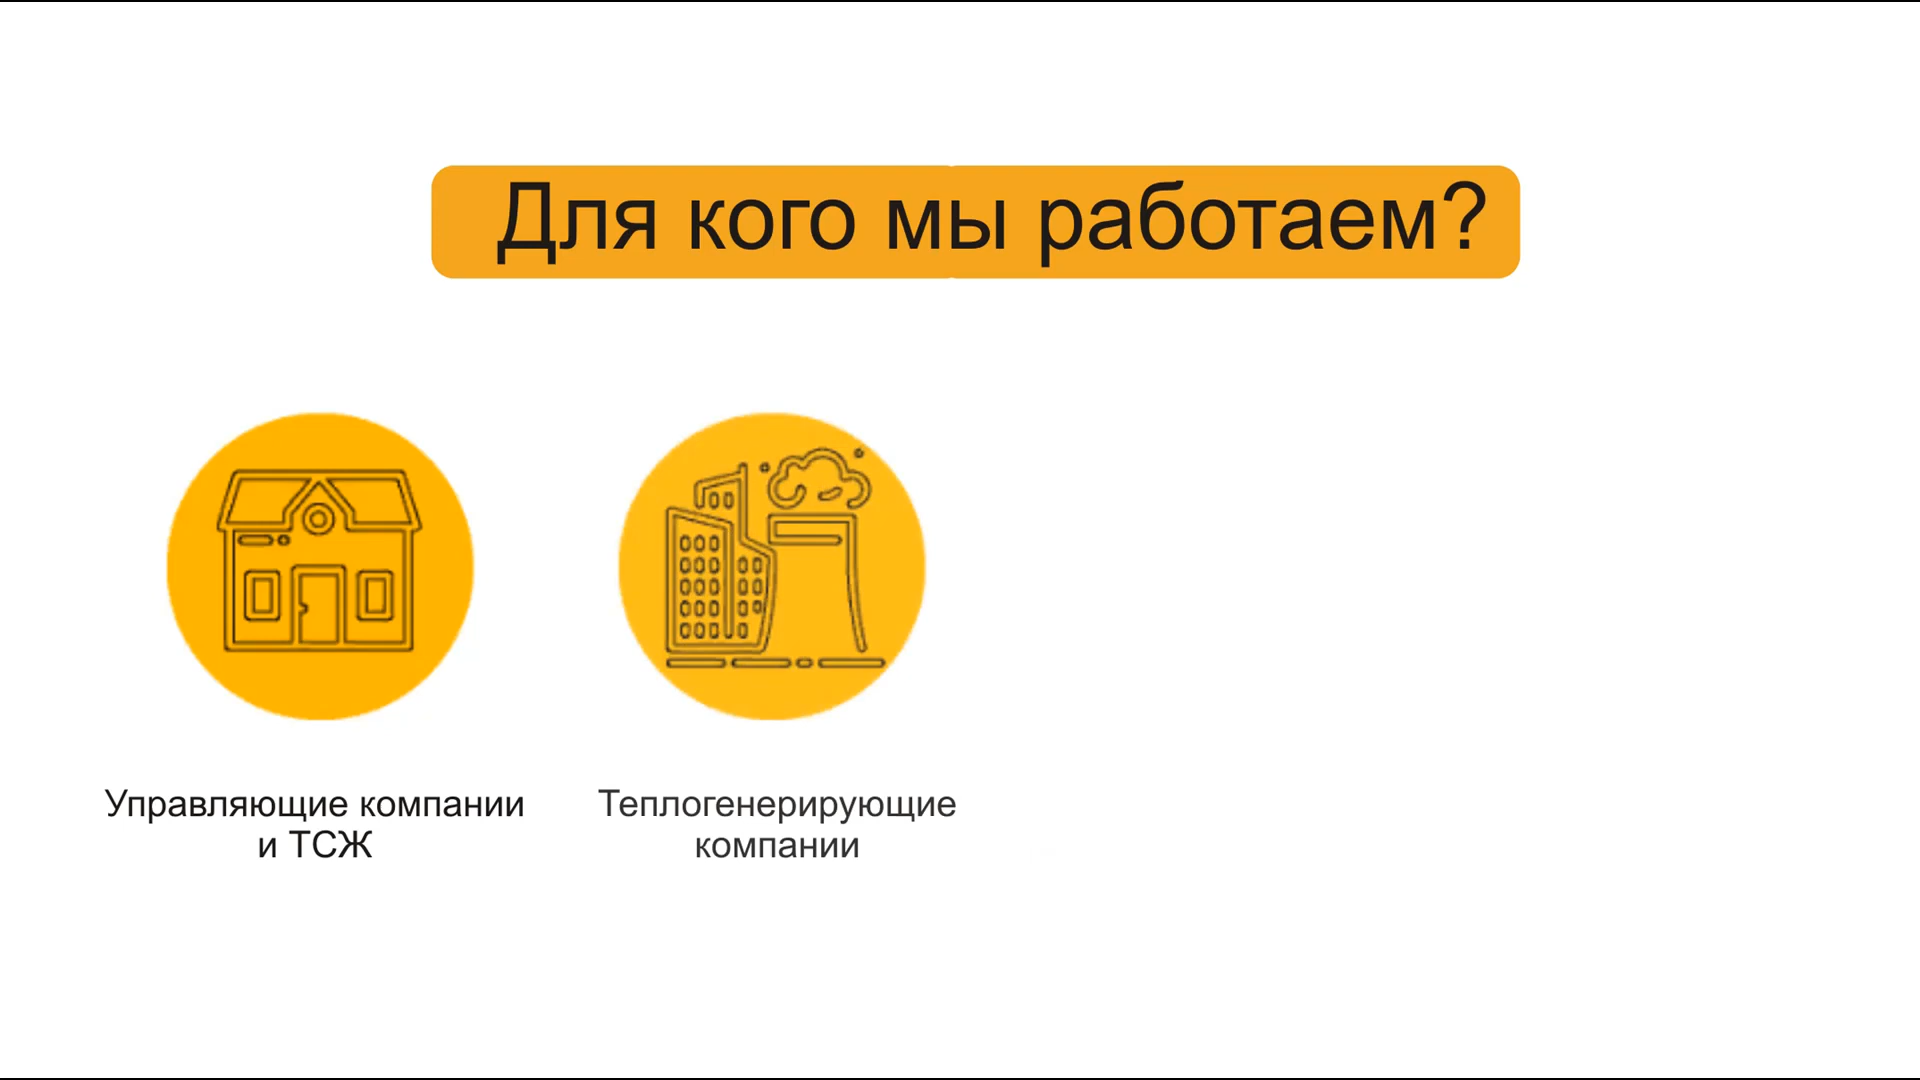 Для кого мы работаем?
Управляющие компании
и ТСЖ
Теплогенерирующие
компании